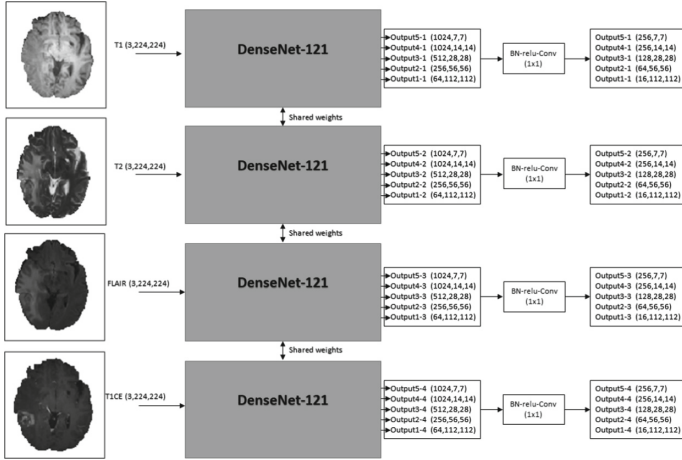 T1 (3,224,224)
DenseNet-121
Output5-1 (1024,7,7)
Output4-1 (1024,14,14)
Output3-1 (512,28,28)
Output2-1 (256,56,56)
Output1-1 (64,112,112)
BN-relu-Conv
(1x1)
Output5-1 (256,7,7)
Output4-1 (256,14,14)
Output3-1 (128,28,28)
Output2-1 (64,56,56)
Output1-1 (16,112,112)
Shared weights
T2 (3,224,224)
DenseNet-121
Output5-2 (1024,7,7)
Output4-2 (1024,14,14)
Output3-2 (512,28,28)
Output2-2 (256,56,56)
Output1-2 (64,112,112)
BN-relu-Conv
(1x1)
Output5-2 (256,7,7)
Output4-2 (256,14,14)
Output3-2 (128,28,28)
Output2-2 (64,56,56)
Output1-2 (16,112,112)
Shared weights
FLAIR (3,224,224)
DenseNet-121
Output5-3 (1024,7,7)
Output4-3 (1024,14,14)
Output3-3 (512,28,28)
Output2-3 (256,56,56)
Output1-3 (64,112,112)
BN-relu-Conv
(1x1)
Output5-3 (256,7,7)
Output4-3 (256,14,14)
Output3-3 (128,28,28)
Output2-3 (64,56,56)
Output1-3 (16,112,112)
Shared weights
T1CE (3,224,224)
DenseNet-121
Output5-4 (1024,7,7)
Output4-4 (1024,14,14)
Output3-4 (512,28,28)
Output2-4 (256,56,56)
Output1-4 (64,112,112)
BN-relu-Conv
(1x1)
Output5-4 (256,7,7)
Output4-4 (256,14,14)
Output3-4 (128,28,28)
Output2-4 (64,56,56)
Output1-4 (16,112,112)